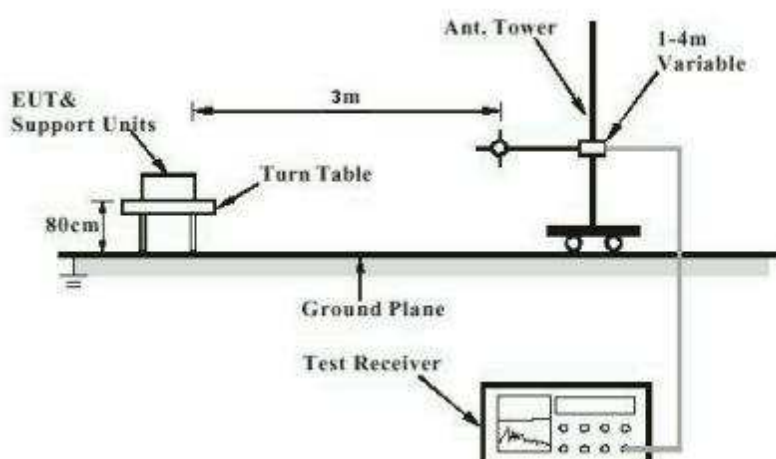 Ant. Tower
1-4m
Variable
3m
EUT&
Support Units
Turn Table
80cm
Ground Plane
Test Receiver